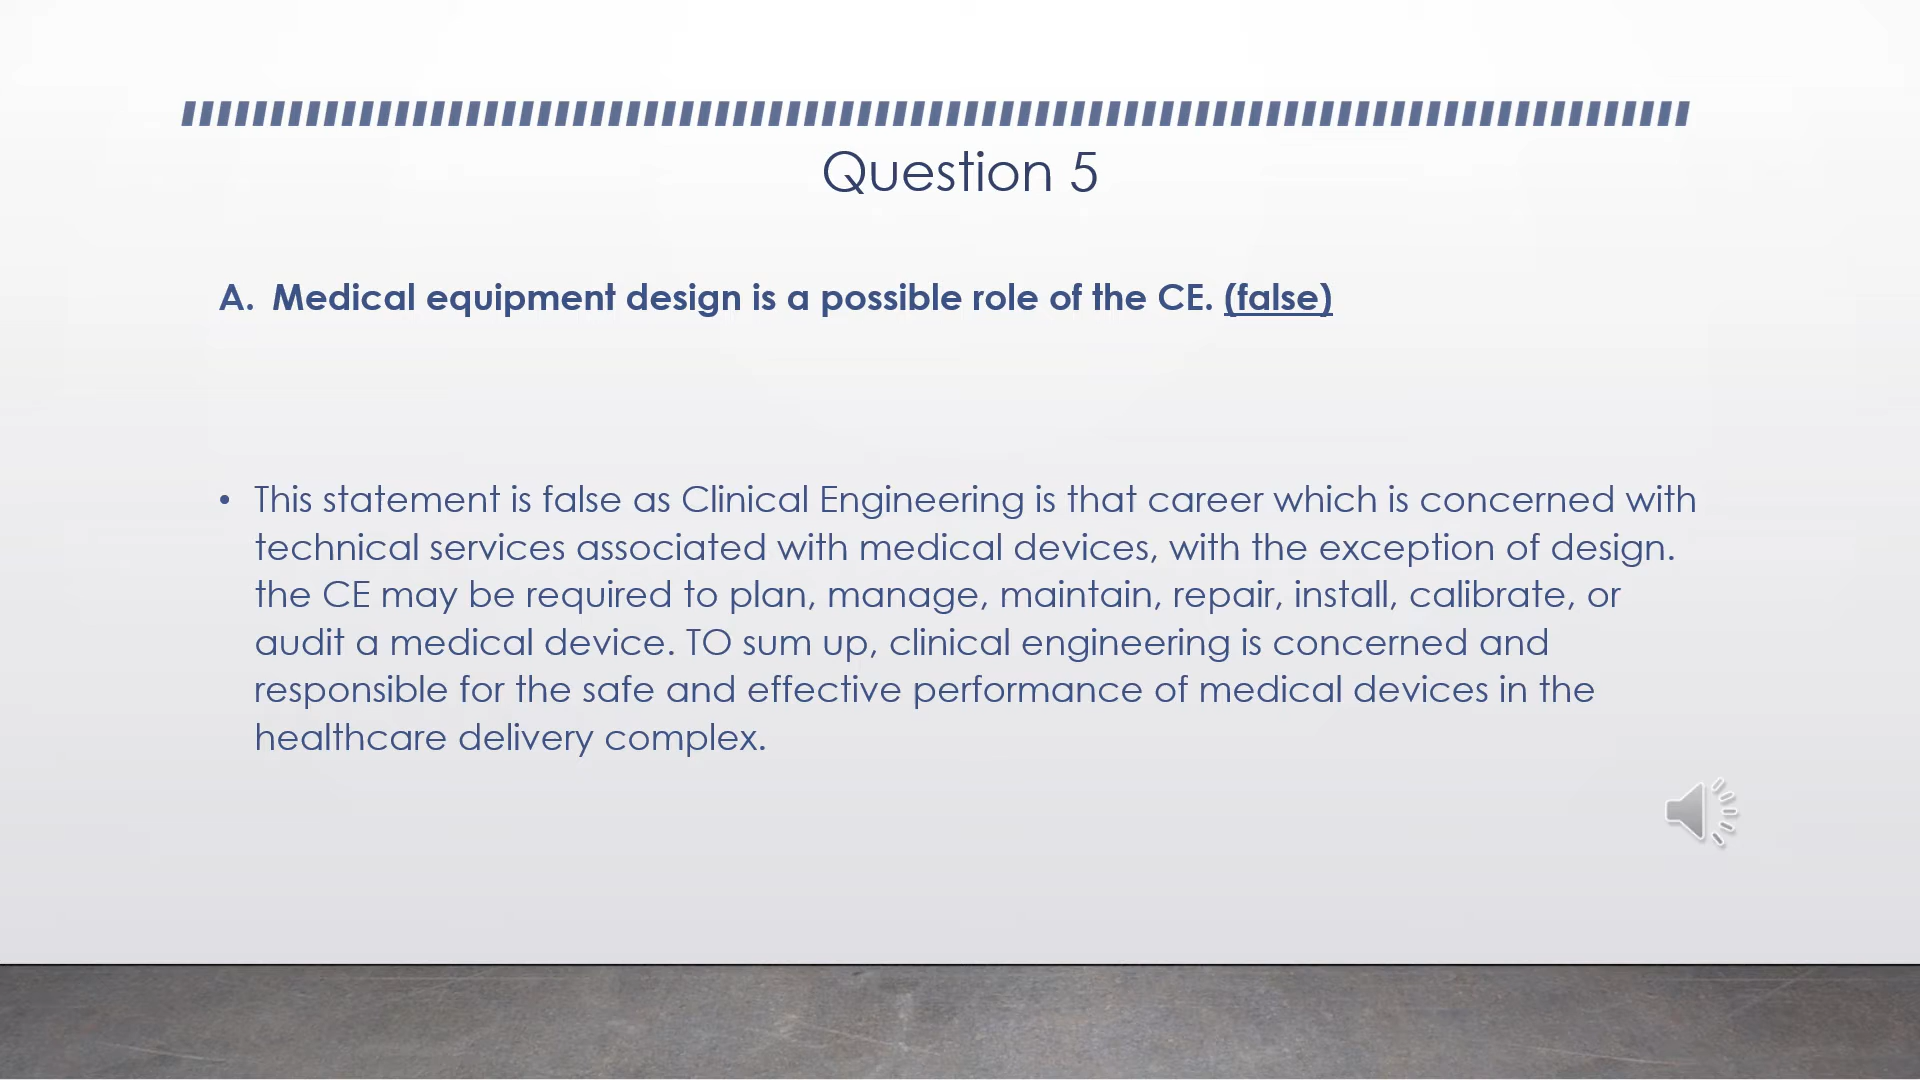 Question 5
A. Medical equipment design is a possible role of the CE. (false)
• This statement is false as Clinical Engineering is that career which is concerned with
technical services associated with medical devices, with the exception of design.
the CE may be required to plan, manage, maintain, repair, install, calibrate, or
audit a medical device. TO sum up, clinical engineering is concerned and
responsible for the safe and effective performance of medical devices in the
healthcare delivery complex.